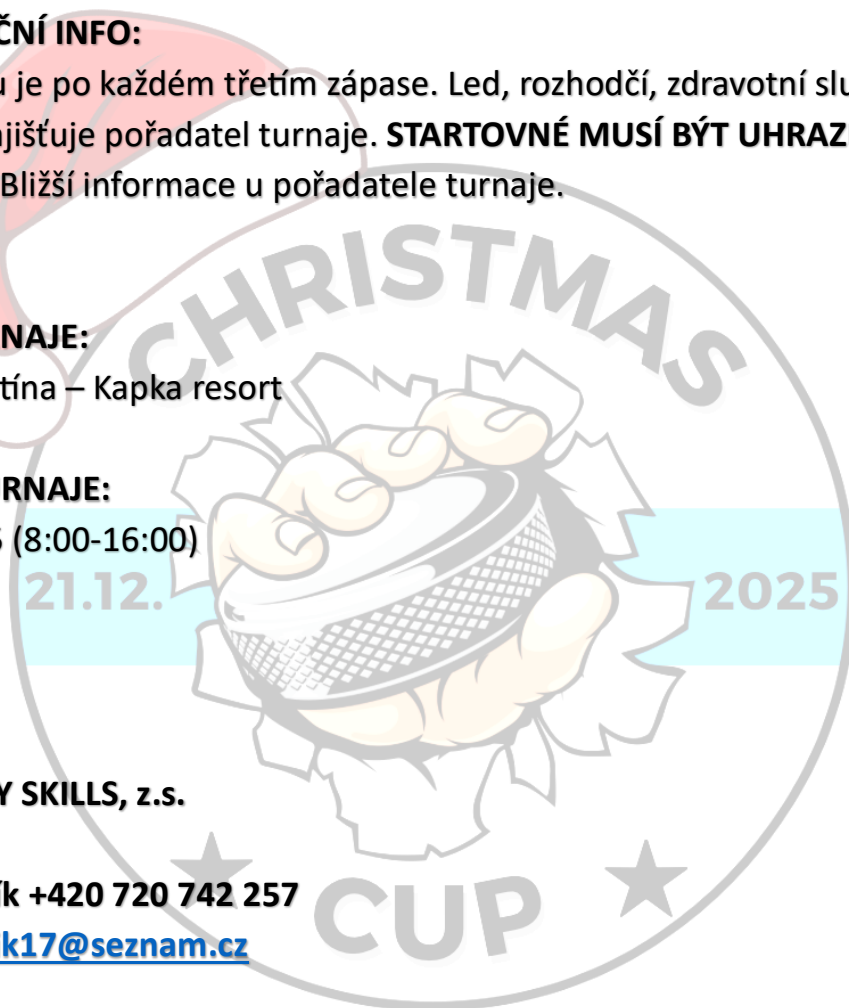 ČNÍ INFO:
u je po každém třetím zápase. Led, rozhodčí, zdravotní slu
jišťuje pořadatel turnaje. STARTOVNÉ MUSÍ BÝT UHRAZ
Bližší informace u pořadatele turnaje.
CHRISTMAS
NAJE:
tína – Kapka resort
RNAJE:
(8:00-16:00)
21.12. 2025
Y SKILLS, z.s.
ík +420 720 742 257
k17@seznam.cz
CUP